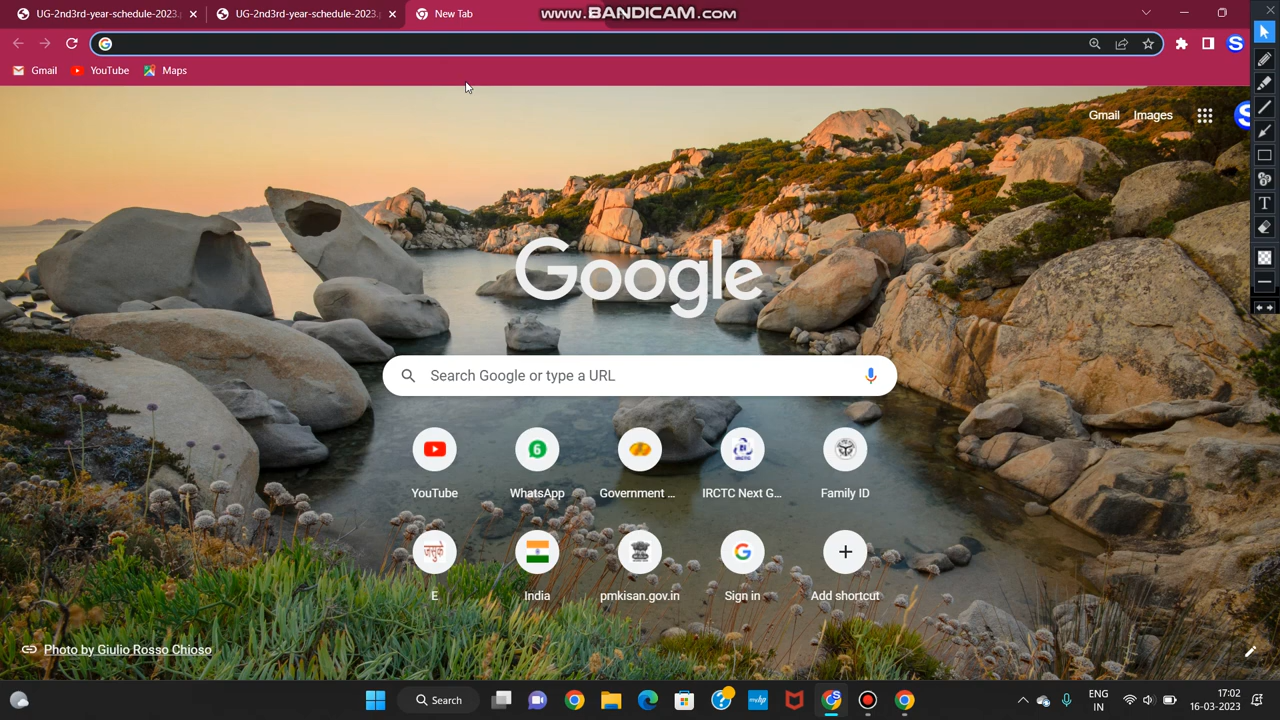 UG-2nd3rd-year-schedule-2023.
UG-2nd3rd-year-schedule-2023.
New Tab
www.BANDICAM.com
Gmail
YouTube
Maps
Gmail
Images
Google
Search Google or type a URL
YouTube
WhatsApp
Government ...
IRCTC Next G...
Family ID
जसुके
E
India
pmkisan.gov.in
Sign in
Add shortcut
Photo by Giulio Rosso Chioso
Search
ENG
IN
17:02
16-03-2023